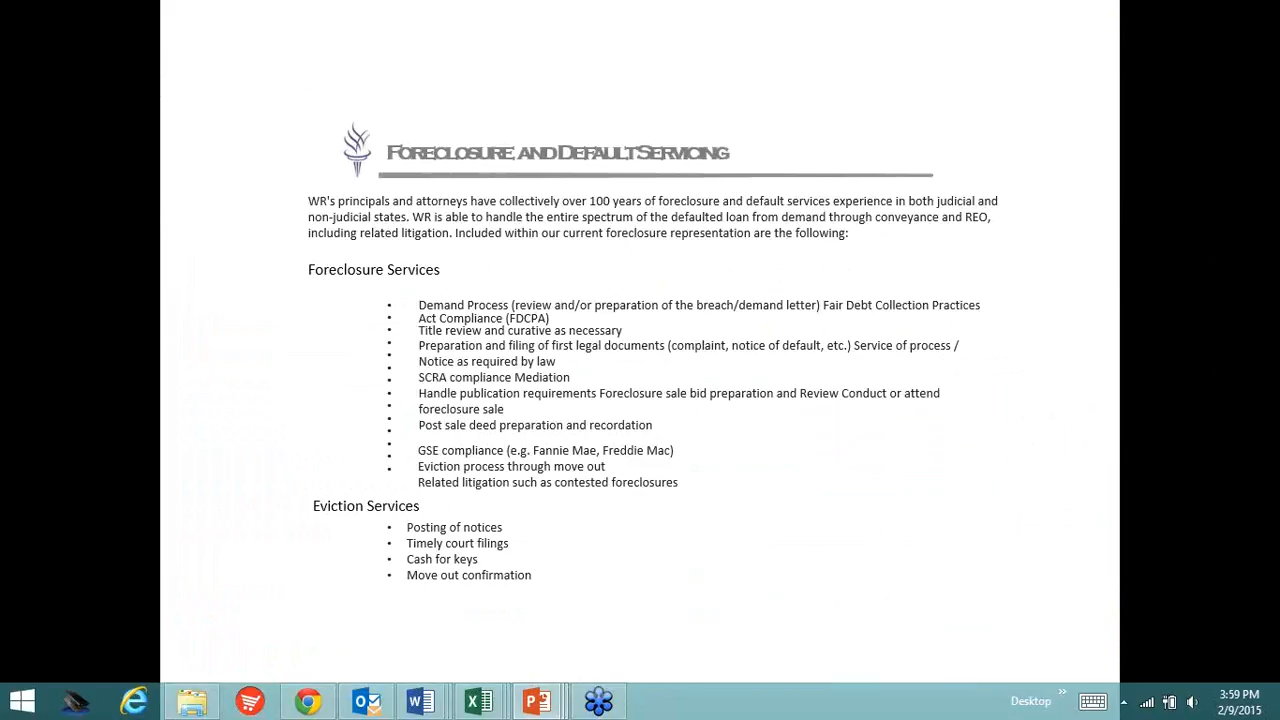 FORECLOSURE AND DEFAULT SERVICING
WR's principals and attorneys have collectively over 100 years of foreclosure and default services experience in both judicial and
non-judicial states. WR is able to handle the entire spectrum of the defaulted loan from demand through conveyance and REO,
including related litigation. Included within our current foreclosure representation are the following:
Foreclosure Services
• Demand Process (review and/or preparation of the breach/demand letter) Fair Debt Collection Practices
• Act Compliance (FDCPA)
• Title review and curative as necessary
• Preparation and filing of first legal documents (complaint, notice of default, etc.) Service of process /
• Notice as required by law
• SCRA compliance Mediation
• Handle publication requirements Foreclosure sale bid preparation and Review Conduct or attend
• foreclosure sale
• Post sale deed preparation and recordation
• GSE compliance (e.g. Fannie Mae, Freddie Mac)
• Eviction process through move out
• Related litigation such as contested foreclosures
Eviction Services
• Posting of notices
• Timely court filings
• Cash for keys
• Move out confirmation
Desktop
3:59 PM
2/9/2015